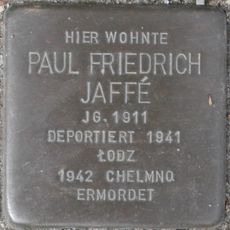 HIER WOHNTE
PAUL FRIEDRICH
JAFFÉ
JG. 1911
DEPORTIERT 1941
ŁODZ
1942 CHELMNO
ERMORDET